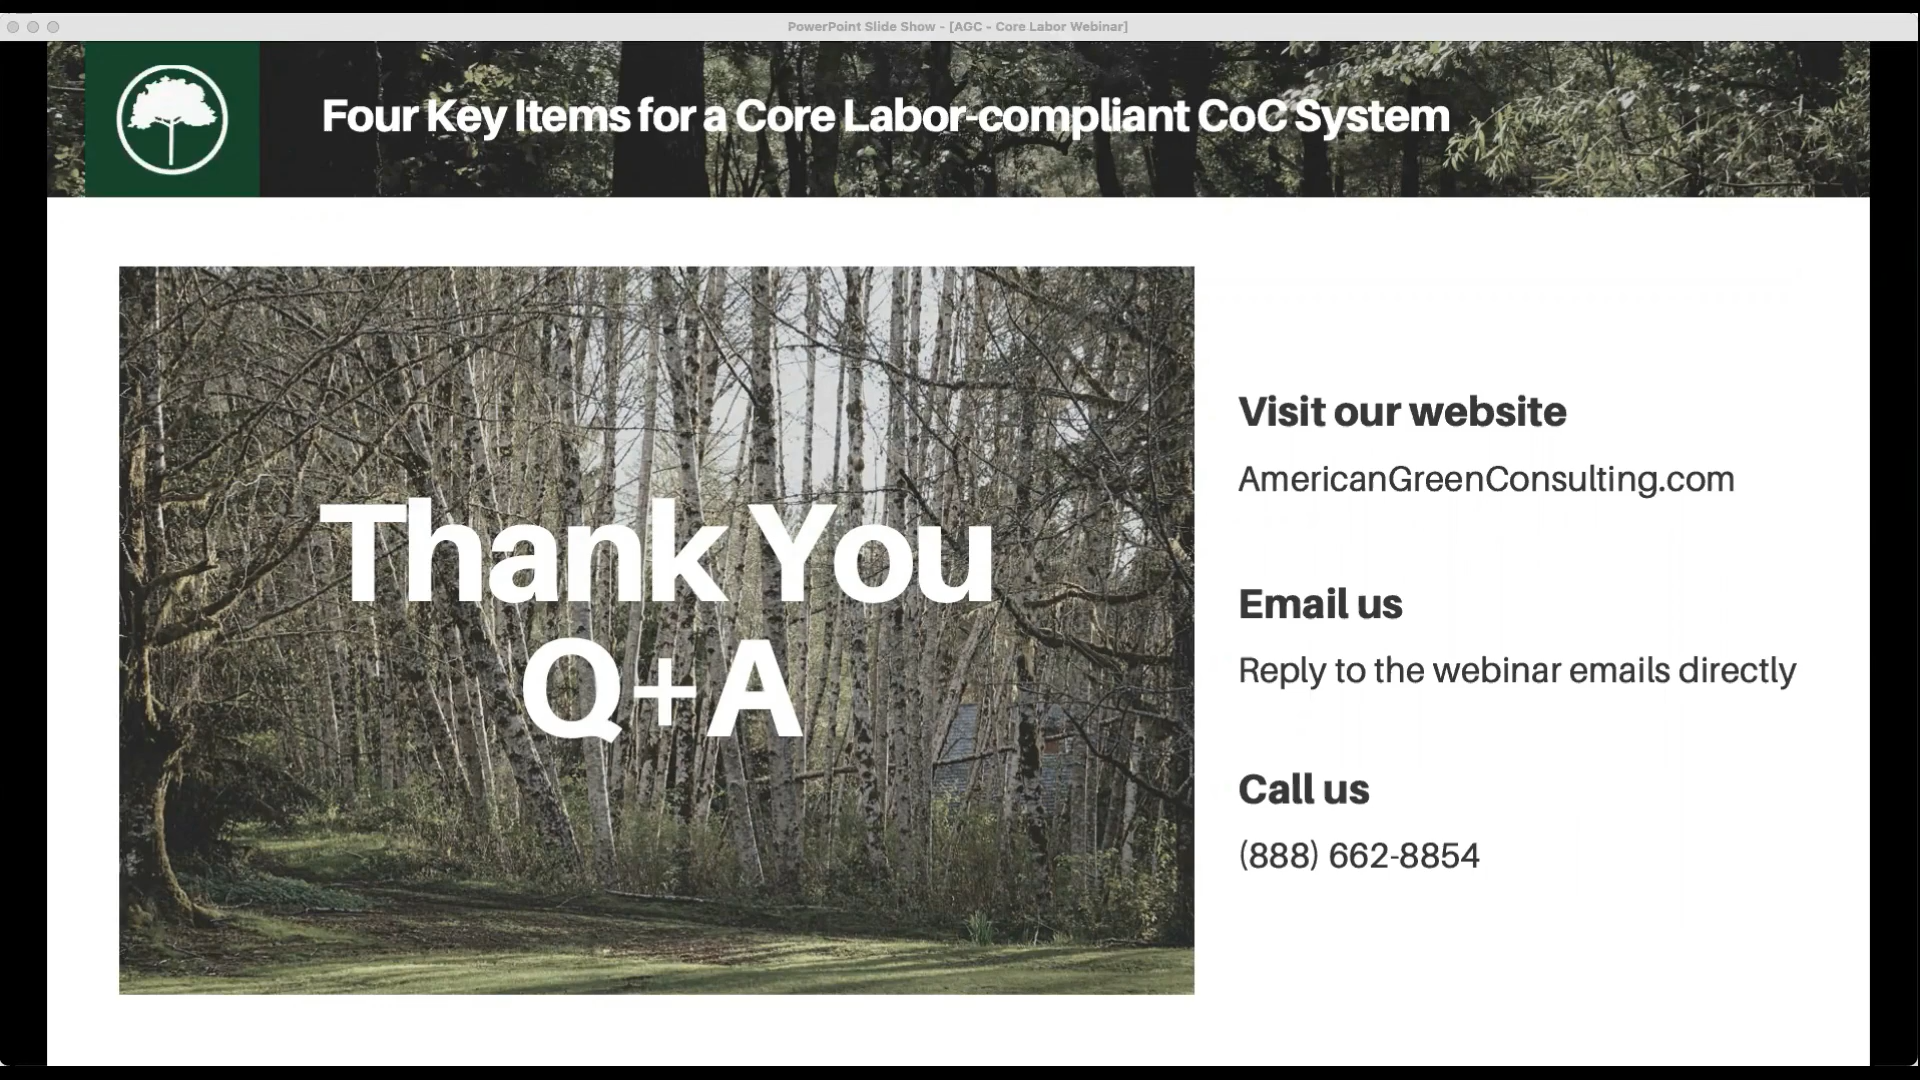 PowerPoint Slide Show - [AGC - Core Labor Webinar]
Four Key Items for a Core Labor-compliant CoC System
Thank You
Q+A
Visit our website
AmericanGreenConsulting.com
Email us
Reply to the webinar emails directly
Call us
(888) 662-8854